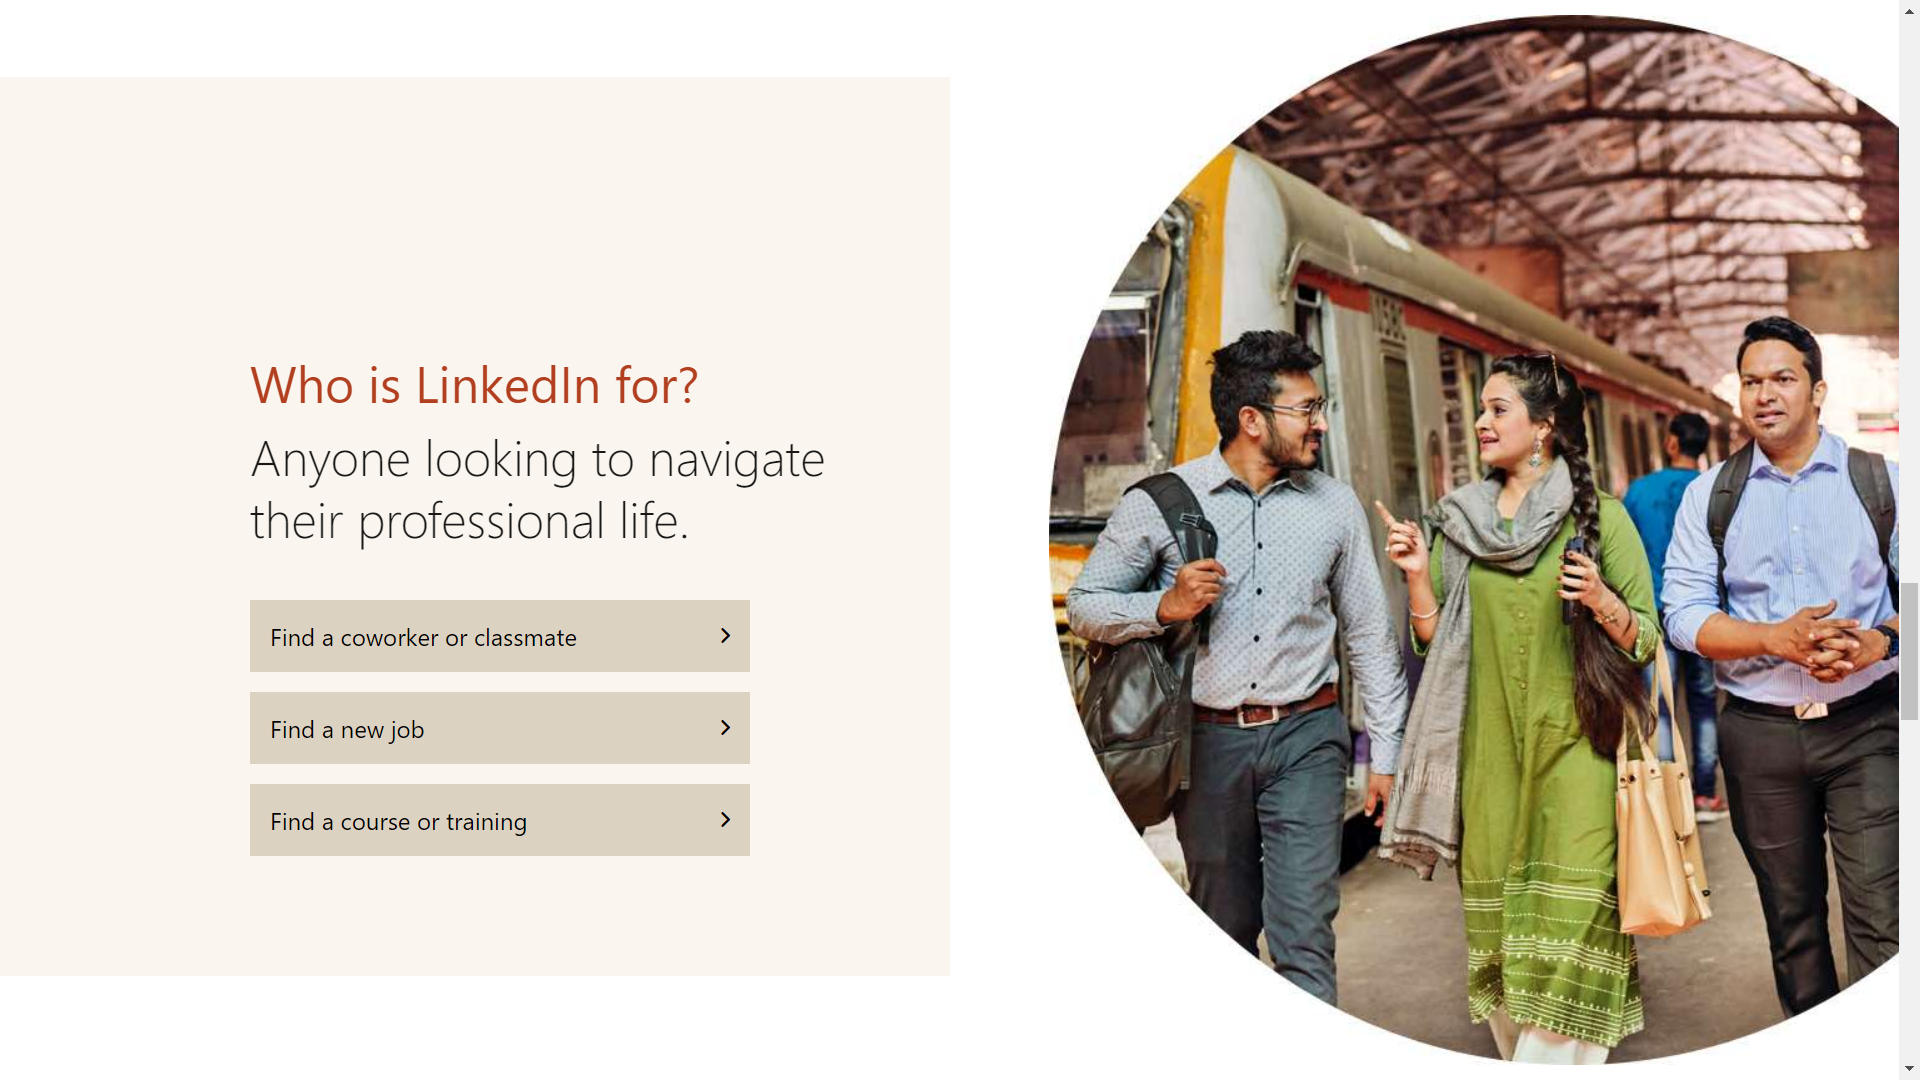 Who is LinkedIn for?
Anyone looking to navigate
their professional life.
Find a coworker or classmate
Find a new job
Find a course or training